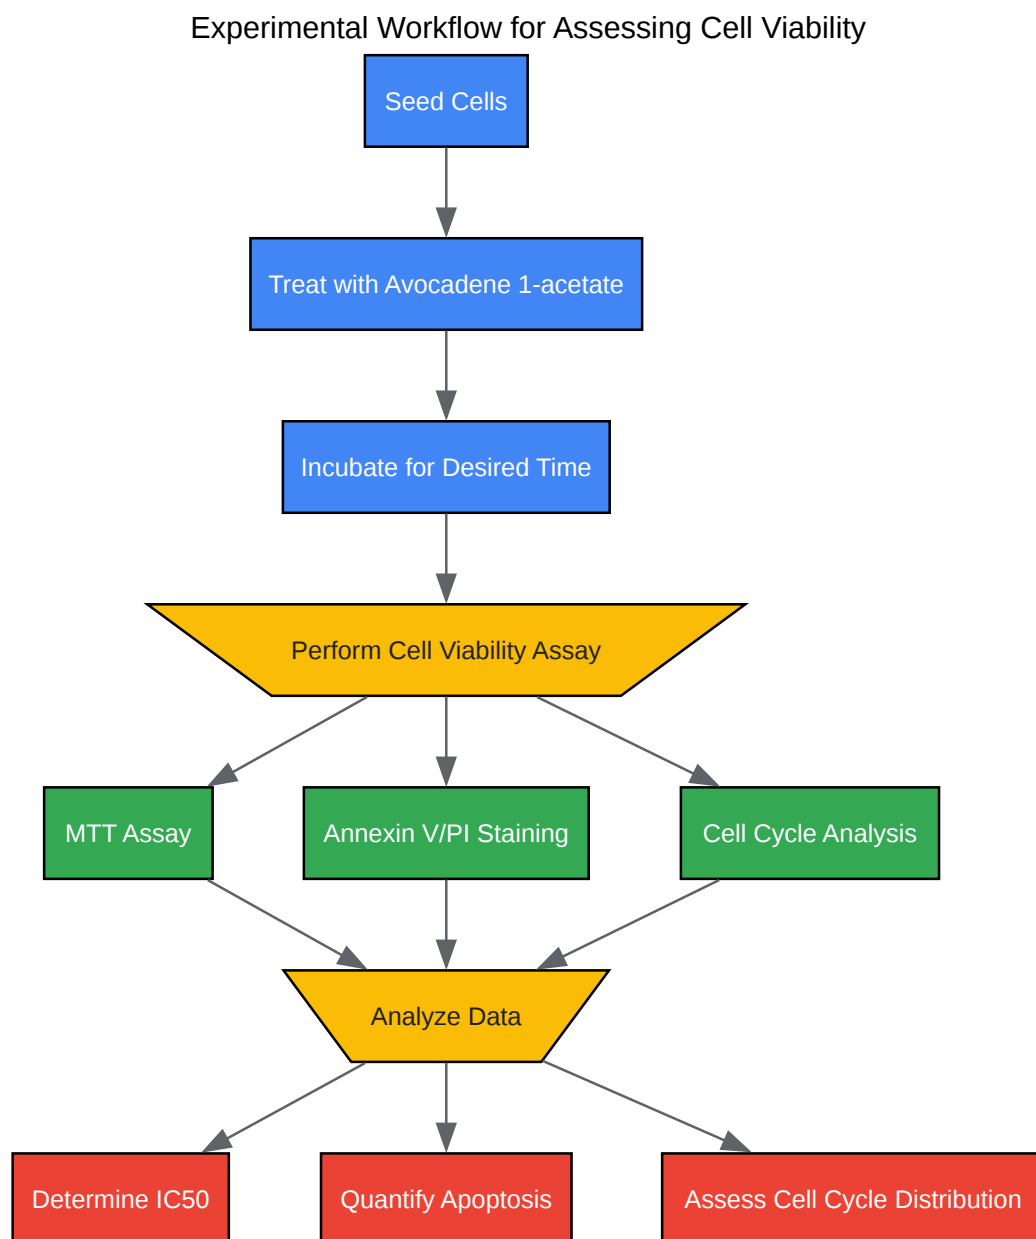 Experimental Workflow for Assessing Cell Viability
Seed Cells
Treat with Avocadene 1-acetate
Incubate for Desired Time
Perform Cell Viability Assay
MTT Assay
Annexin V/PI Staining
Cell Cycle Analysis
Analyze Data
Determine IC50
Quantify Apoptosis
Assess Cell Cycle Distribution